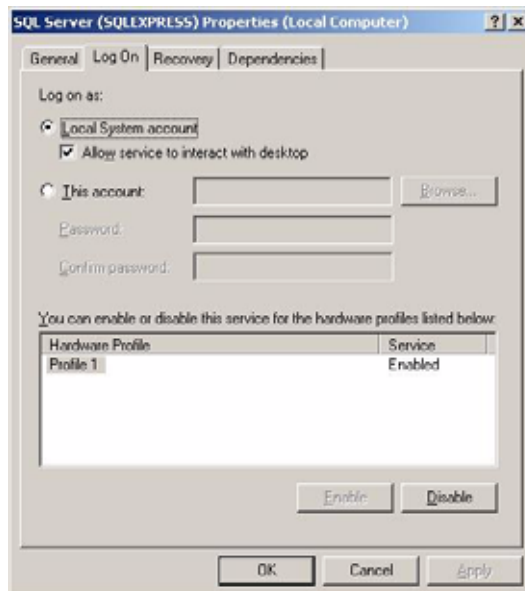 SQL Server (SQLEXPRESS) Properties (Local Computer)
General Log On Recovery Dependencies
Log on as:
Local System account
Allow service to interact with desktop
This account: Browse...
Password:
Confirm password:
You can enable or disable this service for the hardware profiles listed below:
Hardware Profile Service
Profile 1 Enabled
Enable Disable
OK Cancel Apply